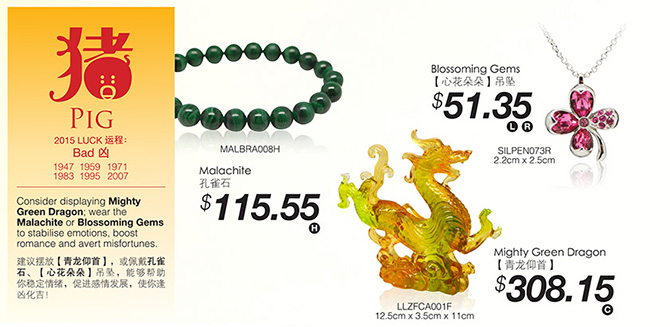 猪
PIG
2015 LUCK 运程:
Bad 凶
1947 1959 1971
1983 1995 2007
Consider displaying Mighty
Green Dragon; wear the
Malachite or Blossoming Gems
to stabilise emotions, boost
romance and avert misfortunes.
建议摆放【青龙仰首】，或佩戴孔雀
石、【心花朵朵】吊坠，能够帮助
你稳定情绪，促进感情发展，使你逢
凶化吉！
MALBRA008H
Malachite
孔雀石
$115.55
H
Blossoming Gems
【心花朵朵】吊坠
$51.35
L R
SILPEN073R
2.2cm x 2.5cm
Mighty Green Dragon
【青龙仰首】
$308.15
C
LLZFCA001F
12.5cm x 3.5cm x 11cm